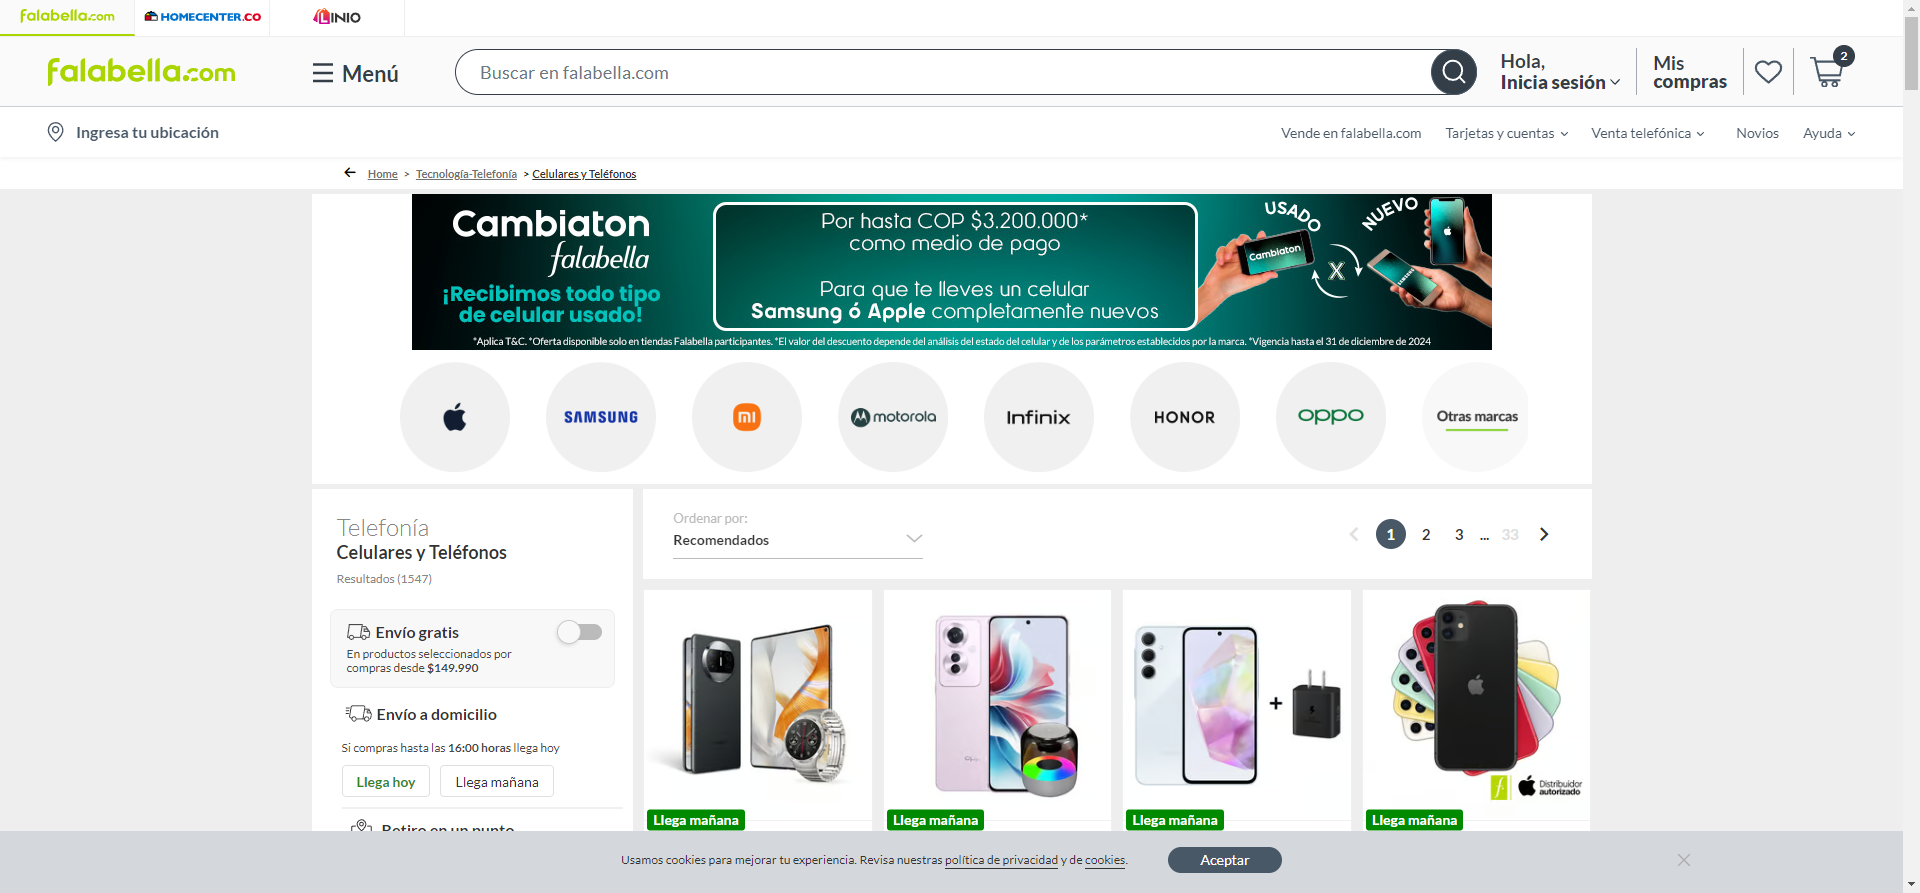 falabella.com
HOMECENTER.CO
LINIO
falabella.com
Menú
Buscar en falabella.com
Hola,
Inicia sesión
Mis
compras
2
Ingresa tu ubicación
Vende en falabella.com
Tarjetas y cuentas
Venta telefónica
Novios
Ayuda
Home > Tecnología-Telefonía > Celulares y Teléfonos
Cambiaton
falabella
¡Recibimos todo tipo
de celular usado!
Por hasta COP $3.200.000*
como medio de pago
Para que te lleves un celular
Samsung ó Apple completamente nuevos
USADO
NUEVO
Cambiaton
X
SAMSUNG
*Aplica T&C. *Oferta disponible solo en tiendas Falabella participantes. *El valor del descuento depende del análisis del estado del celular y de los parámetros establecidos por la marca. *Vigencia hasta el 31 de diciembre de 2024
SAMSUNG
mi
motorola
Infinix
HONOR
oppo
Otras marcas
Telefonía
Celulares y Teléfonos
Resultados (1547)
Envío gratis
En productos seleccionados por
compras desde $149.990
Envío a domicilio
Si compras hasta las 16:00 horas llega hoy
Llega hoy
Llega mañana
Retiro en un punto
Ordenar por:
Recomendados
1 2 3 ... 33
+
f.
Distribuidor
autorizado
Llega mañana
Llega mañana
Llega mañana
Llega mañana
Usamos cookies para mejorar tu experiencia. Revisa nuestras política de privacidad y de cookies.
Aceptar